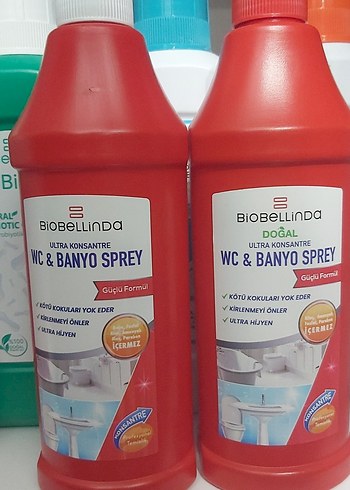 BiOBELLiNDa
ULTRA KONSANTRE
WC & BANYO SPREY
Güçlü Formül
✓ KÖTÜ KOKULARI YOK EDER
✓ KİRLENMEYİ ÖNLER
✓ ULTRA HİJYEN
İÇERMEZ
KONSANTRE
BiOBELLiNDa
DOĞAL
ULTRA KONSANTRE
WC & BANYO SPREY
Güçlü Formül
✓ KÖTÜ KOKULARI YOK EDER
✓ KİRLENMEYİ ÖNLER
✓ ULTRA HİJYEN
İÇERMEZ
KONSANTRE